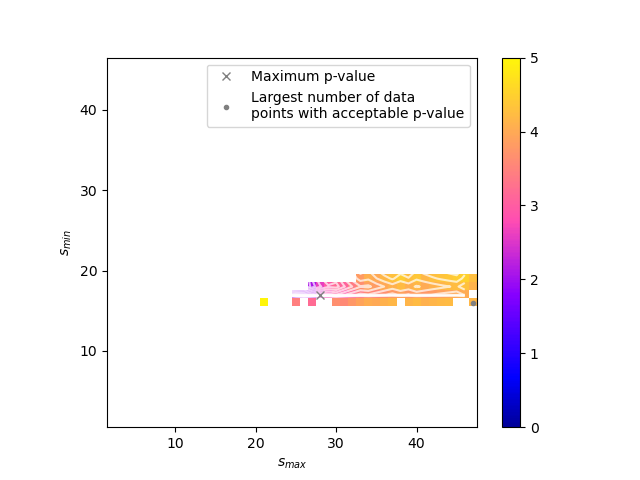 Maximum p-value
Largest number of data
points with acceptable p-value
40
30
20
10
10
20
30
40
s_min
s_max
5
4
3
2
1
0